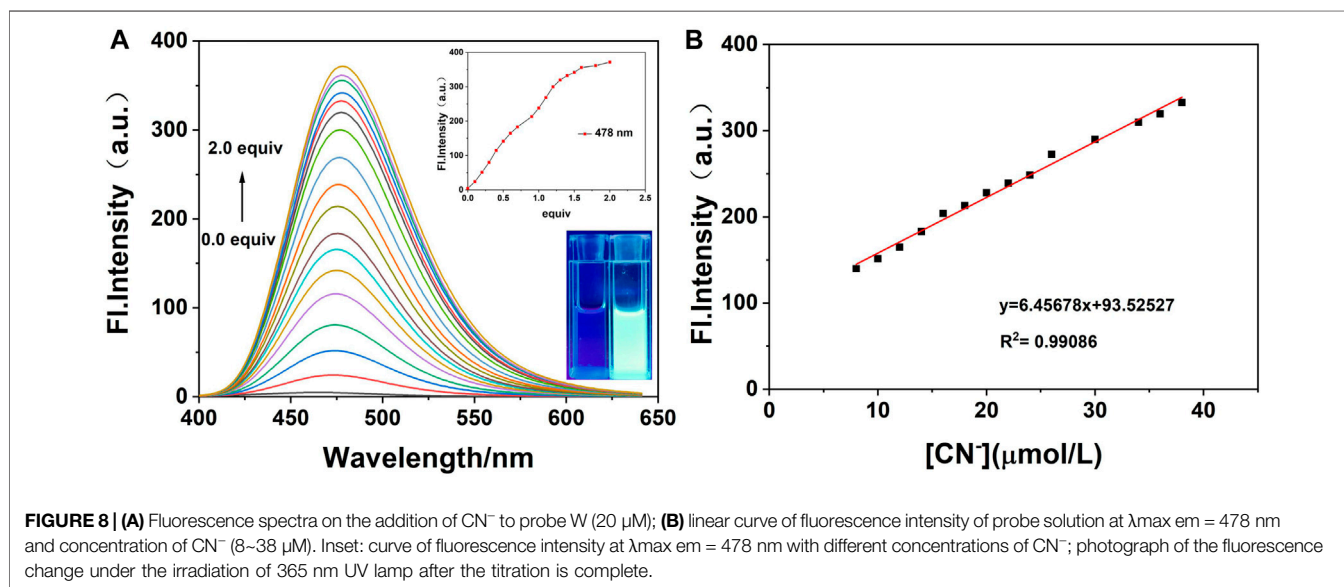 A
400
300
200
100
0
Fl.Intensity（a.u.）
2.0 equiv
0.0 equiv
400 450 500 550 600 650
Wavelength/nm
400
300
200
100
0
Fl.Intensity（a.u.）
478 nm
0.0 0.5 1.0 1.5 2.0 2.5
equiv
B
400
300
200
100
0
Fl.Intensity（a.u.）
y=6.45678x+93.52527
R²= 0.99086
0 10 20 30 40
[CN⁻](μmol/L)
FIGURE 8 | (A) Fluorescence spectra on the addition of CN⁻ to probe W (20 μM); (B) linear curve of fluorescence intensity of probe solution at λmax em = 478 nm
and concentration of CN⁻ (8~38 μM). Inset: curve of fluorescence intensity at λmax em = 478 nm with different concentrations of CN⁻; photograph of the fluorescence
change under the irradiation of 365 nm UV lamp after the titration is complete.